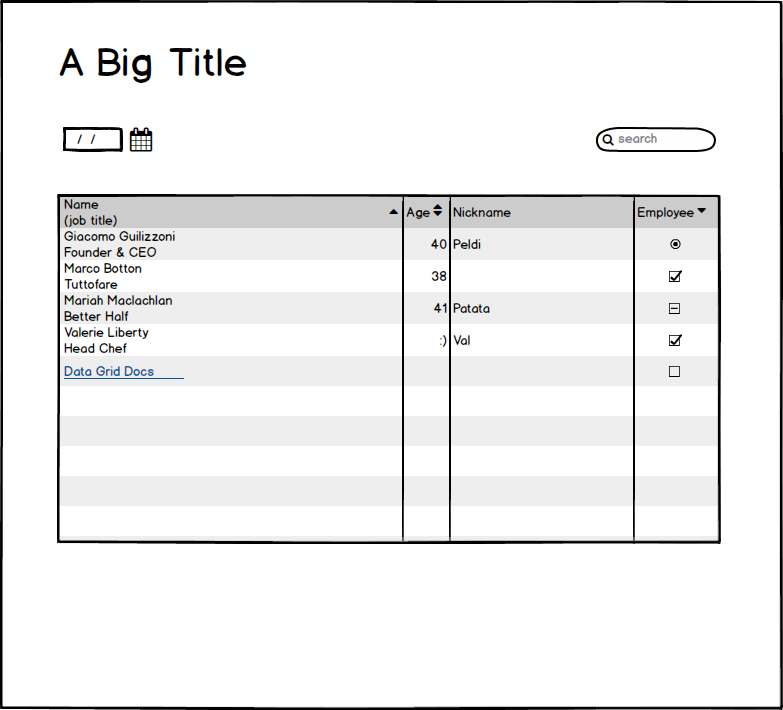 A Big Title
/ /
search
Name
(job title)
Age
Nickname
Employee
Giacomo Guilizzoni
Founder & CEO
40
Peldi
Marco Botton
Tuttofare
38
Mariah Maclachlan
Better Half
41
Patata
Valerie Liberty
Head Chef
:)
Val
Data Grid Docs